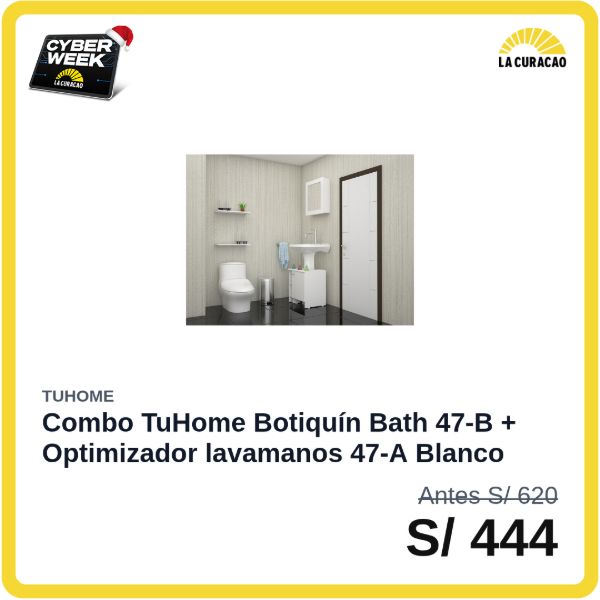 CYBER
WEEK
LA CURACAO
LA CURACAO
TUHOME
Combo TuHome Botiquín Bath 47-B +
Optimizador lavamanos 47-A Blanco
Antes S/ 620
S/ 444